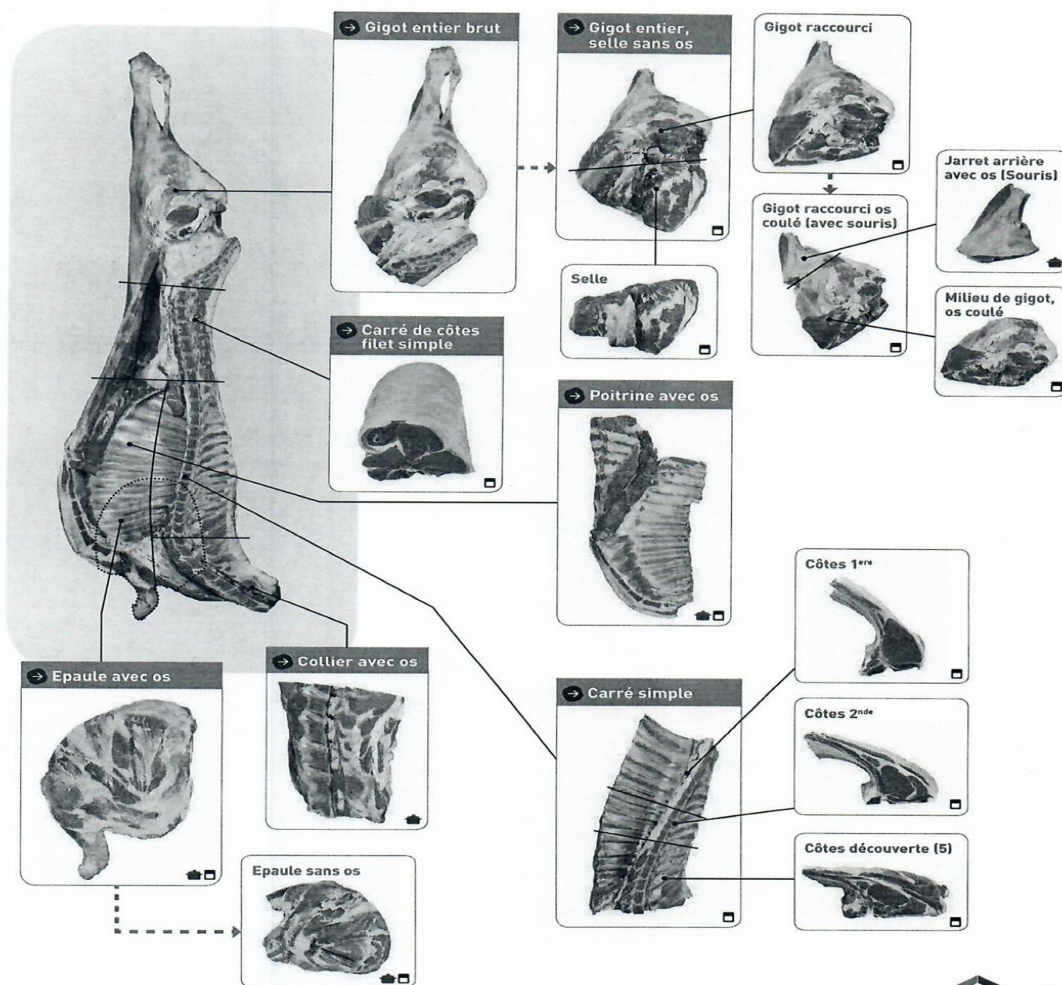 Gigot entier brut
Gigot entier,
selle sans os
Gigot raccourci
Jarret arrière
avec os (Souris)
Gigot raccourci os
coulé (avec souris)
Selle
Milieu de gigot,
os coulé
Carré de côtes
filet simple
Poitrine avec os
Côtes 1ere
Epaule avec os
Collier avec os
Carré simple
Côtes 2nde
Côtes découverte (5)
Epaule sans os